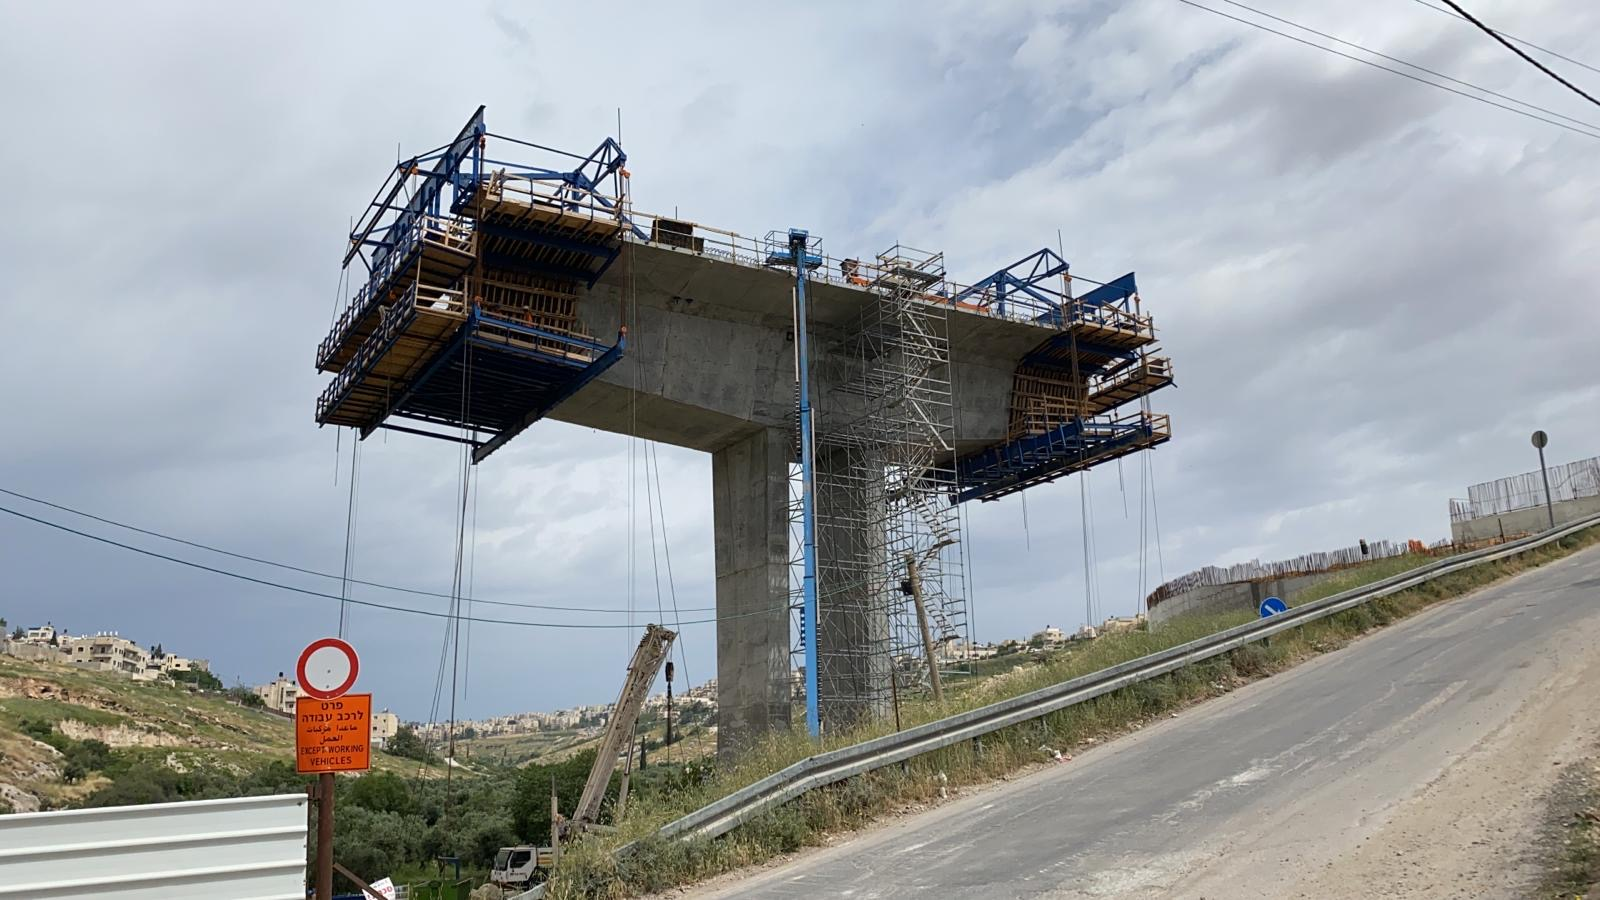 פרט
לרכב עבודה
ماعدا مركبات
العمل
EXCEPT WORKING
VEHICLES